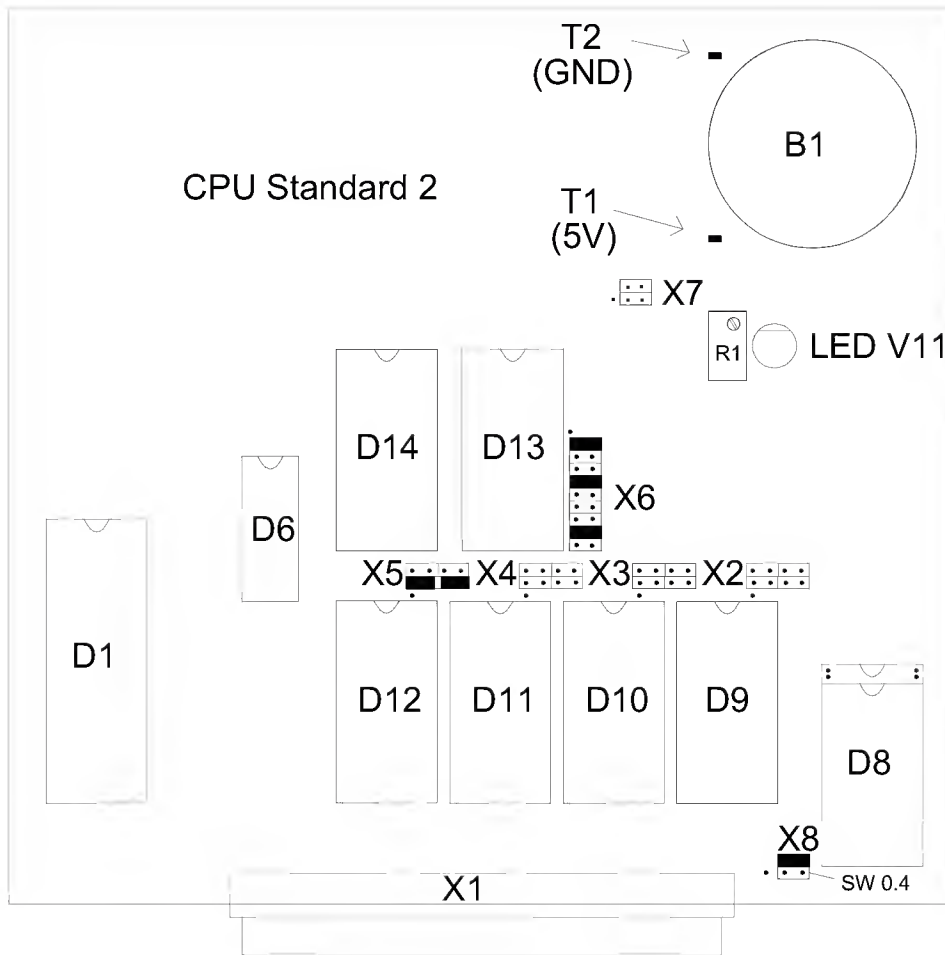 T2
(GND)
B1
CPU Standard 2
T1
(5V)
X7
R1
LED V11
D14
D13
X6
D6
X5
X4
X3
X2
D1
D12
D11
D10
D9
D8
X8
SW 0.4
X1